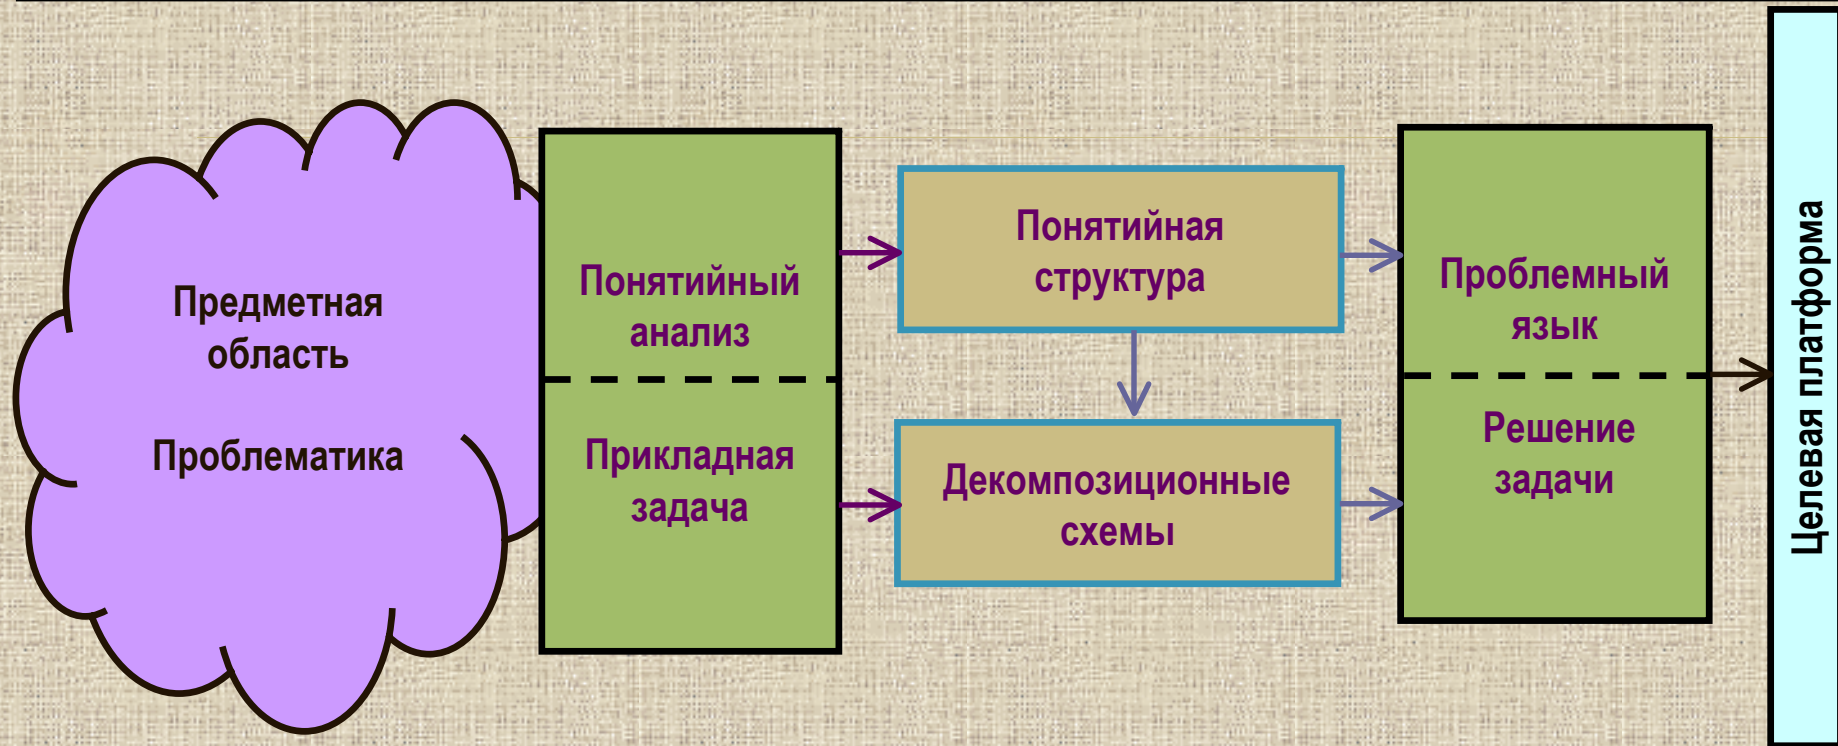 Предметная
область
Проблематика
Понятийный
анализ
Прикладная
задача
Понятийная
структура
Декомпозиционные
схемы
Проблемный
язык
Решение
задачи
Целевая платформа